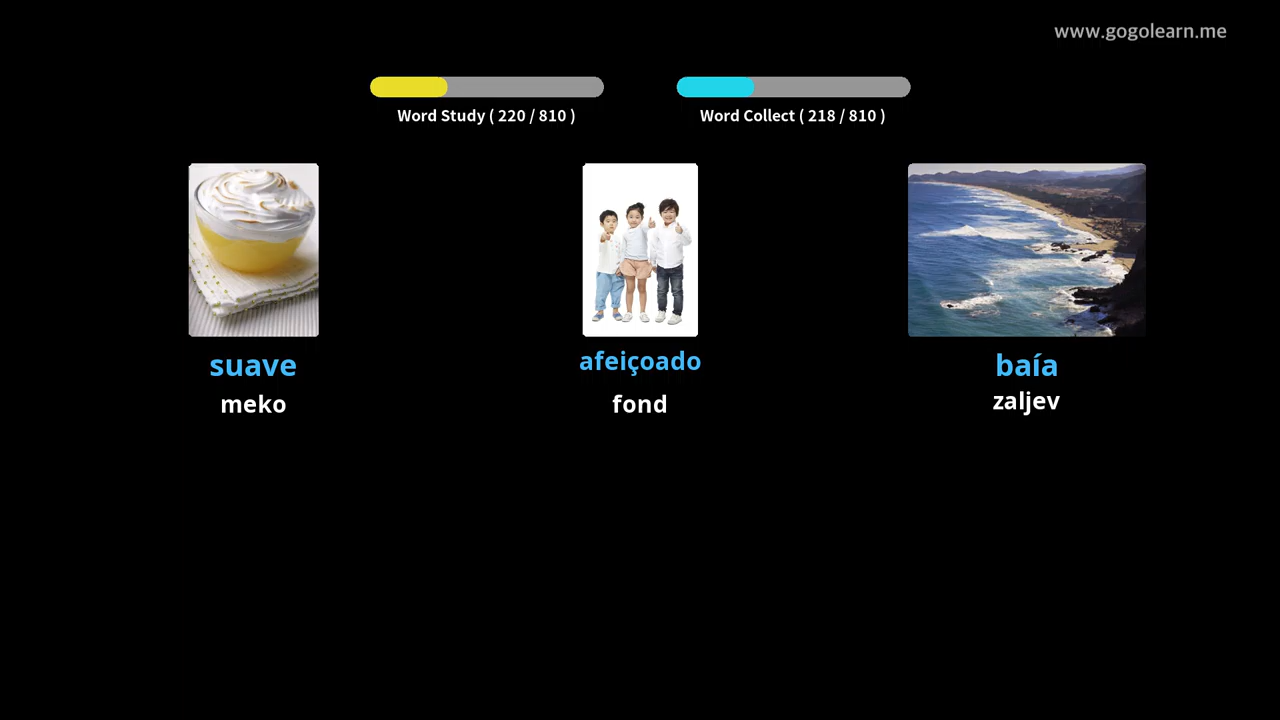 www.gogolearn.me
Word Study ( 220 / 810 )
Word Collect ( 218 / 810 )
suave
afeiçoado
baía
meko
fond
zaljev